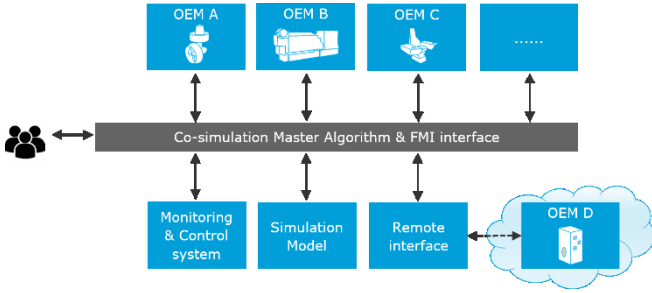 OEM A
OEM B
OEM C
......
Co-simulation Master Algorithm & FMI interface
Monitoring
& Control
system
Simulation
Model
Remote
interface
OEM D